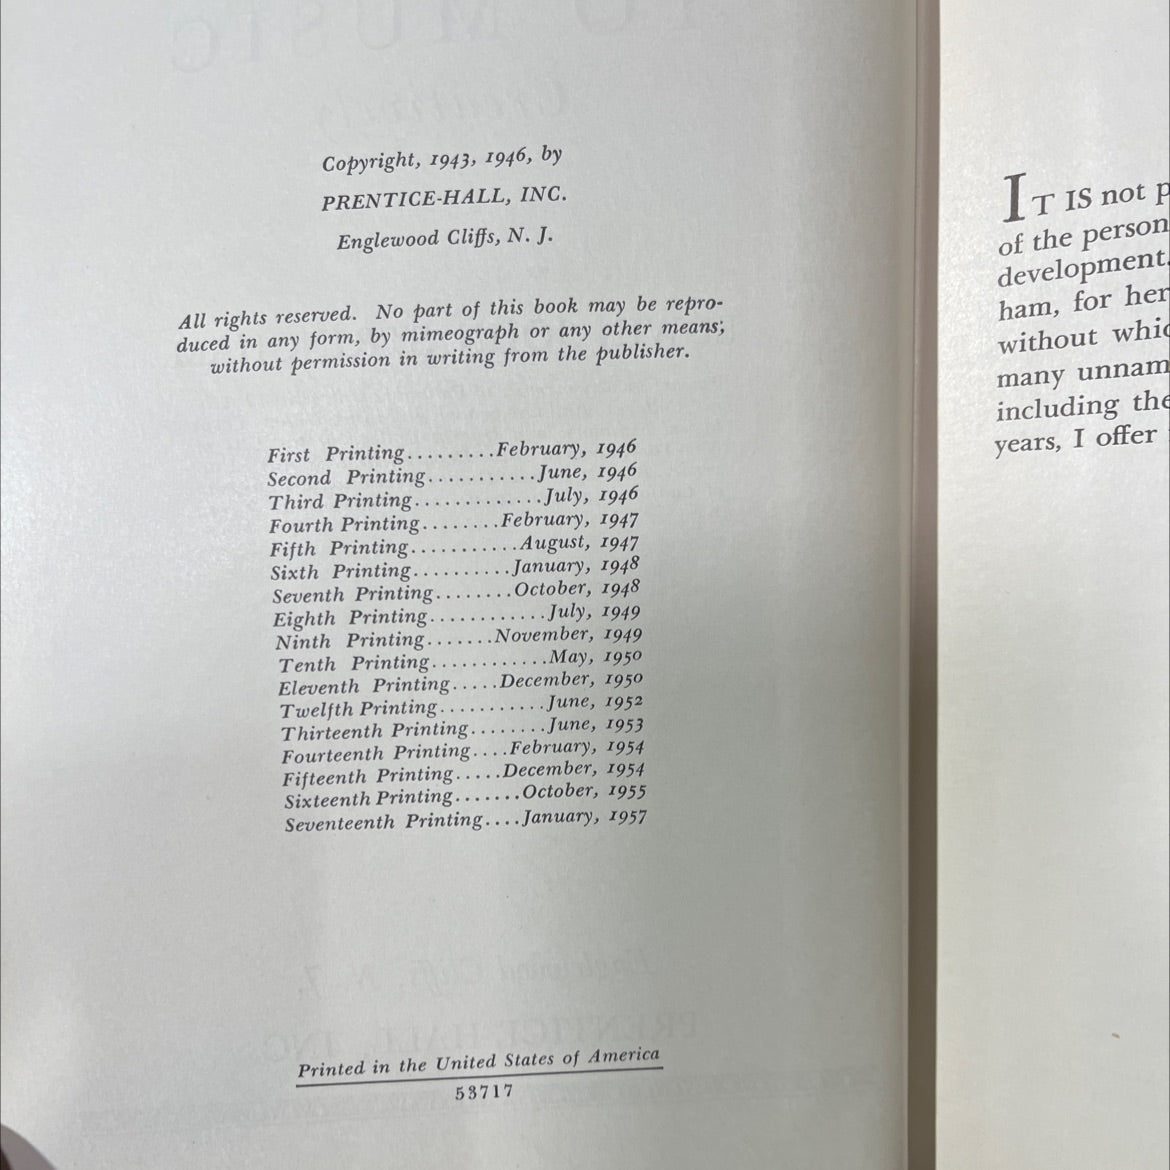 Copyright, 1943, 1946, by
PRENTICE-HALL, INC.
Englewood Cliffs, N. J.
All rights reserved. No part of this book may be repro-
duced in any form, by mimeograph or any other means,
without permission in writing from the publisher.
First Printing.........February, 1946
Second Printing...........June, 1946
Third Printing.............July, 1946
Fourth Printing........February, 1947
Fifth Printing...........August, 1947
Sixth Printing..........January, 1948
Seventh Printing........October, 1948
Eighth Printing............July, 1949
Ninth Printing.......November, 1949
Tenth Printing............May, 1950
Eleventh Printing.....December, 1950
Twelfth Printing...........June, 1952
Thirteenth Printing........June, 1953
Fourteenth Printing....February, 1954
Fifteenth Printing.....December, 1954
Sixteenth Printing.......October, 1955
Seventeenth Printing....January, 1957
Printed in the United States of America
53717
IT IS not
of the person
development.
ham, for her
without
many
including the
years, I offer